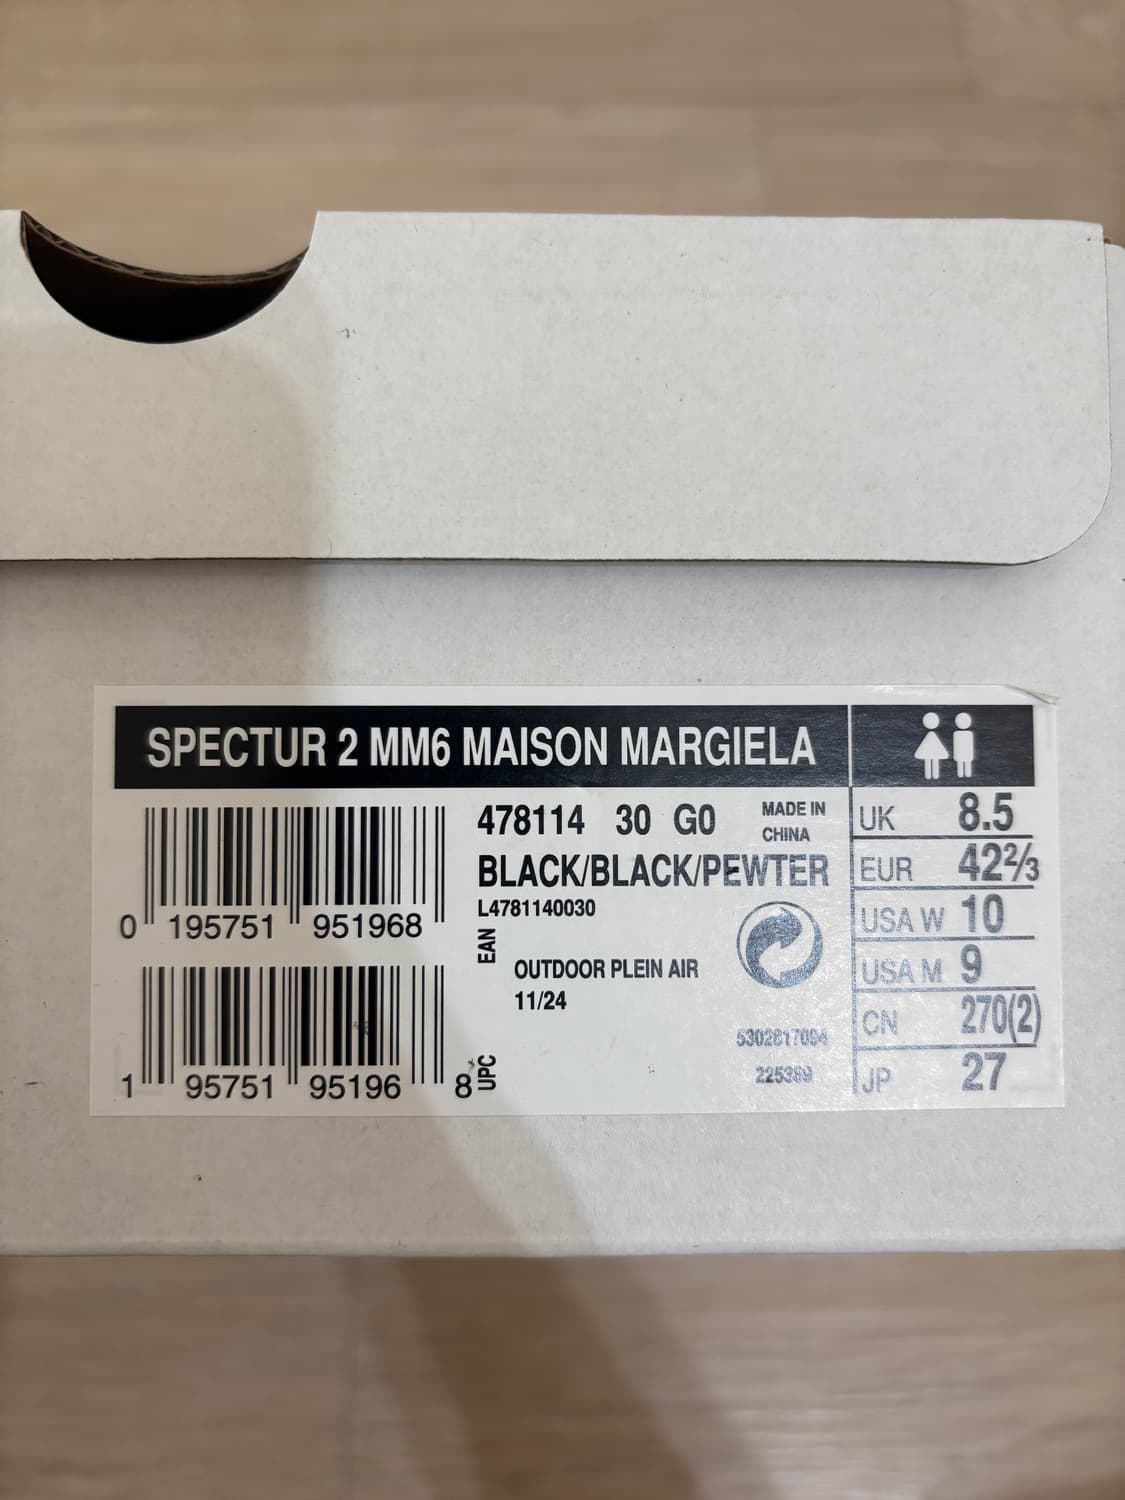 SPECTUR 2 MM6 MAISON MARGIELA
478114 30 G0
MADE IN
CHINA
BLACK/BLACK/PEWTER
L4781140030
0 195751 951968
EAN
OUTDOOR PLEIN AIR
11/24
1 95751 95196 8
UPC
5302817094
225389
UK 8.5
EUR 42⅔
USA W 10
USA M 9
CN 270(2)
JP 27